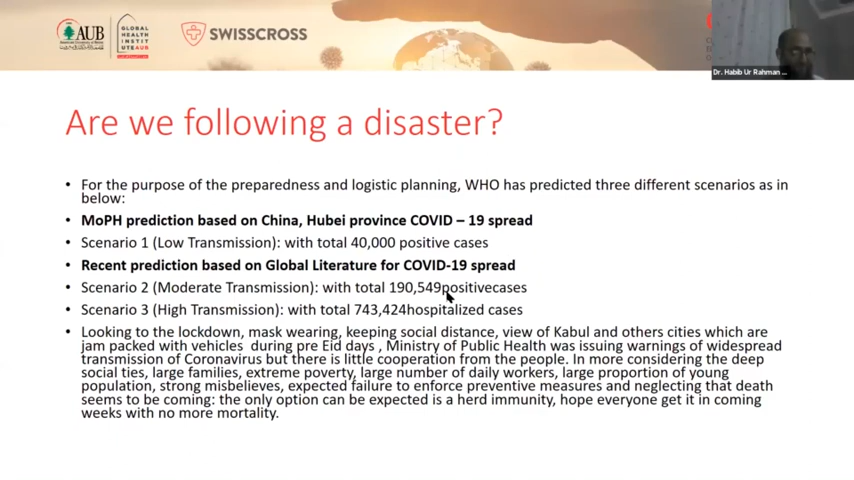 AUB
GLOBAL
HEALTH
INSTIT
UTEAUB
SWISSCROSS
Dr. Habib Ur Rahman ...
Are we following a disaster?
• For the purpose of the preparedness and logistic planning, WHO has predicted three different scenarios as in
below:
• MoPH prediction based on China, Hubei province COVID – 19 spread
• Scenario 1 (Low Transmission): with total 40,000 positive cases
• Recent prediction based on Global Literature for COVID-19 spread
• Scenario 2 (Moderate Transmission): with total 190,549positivecases
• Scenario 3 (High Transmission): with total 743,424hospitalized cases
• Looking to the lockdown, mask wearing, keeping social distance, view of Kabul and others cities which are
jam packed with vehicles during pre Eid days , Ministry of Public Health was issuing warnings of widespread
transmission of Coronavirus but there is little cooperation from the people. In more considering the deep
social ties, large families, extreme poverty, large number of daily workers, large proportion of young
population, strong misbelieves, expected failure to enforce preventive measures and neglecting that death
seems to be coming: the only option can be expected is a herd immunity, hope everyone get it in coming
weeks with no more mortality.